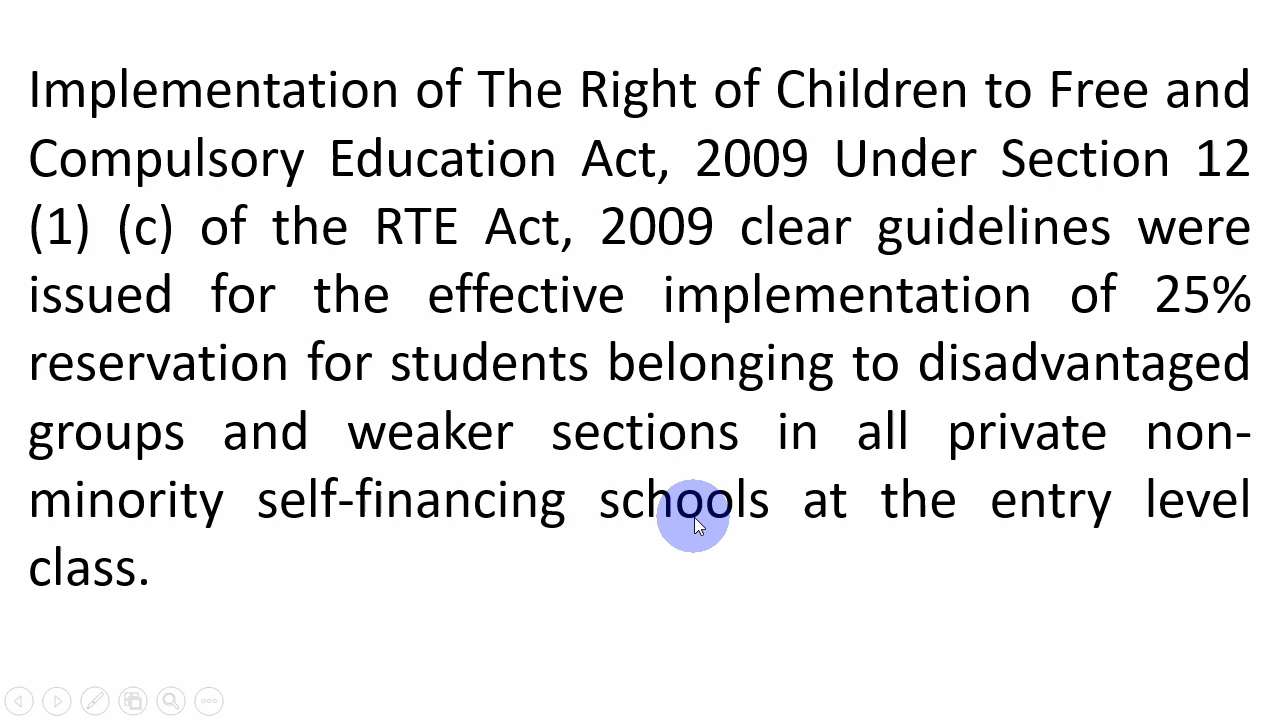 Implementation of The Right of Children to Free and
Compulsory Education Act, 2009 Under Section 12
(1) (c) of the RTE Act, 2009 clear guidelines were
issued for the effective implementation of 25%
reservation for students belonging to disadvantaged
groups and weaker sections in all private non-
minority self-financing schools at the entry level
class.